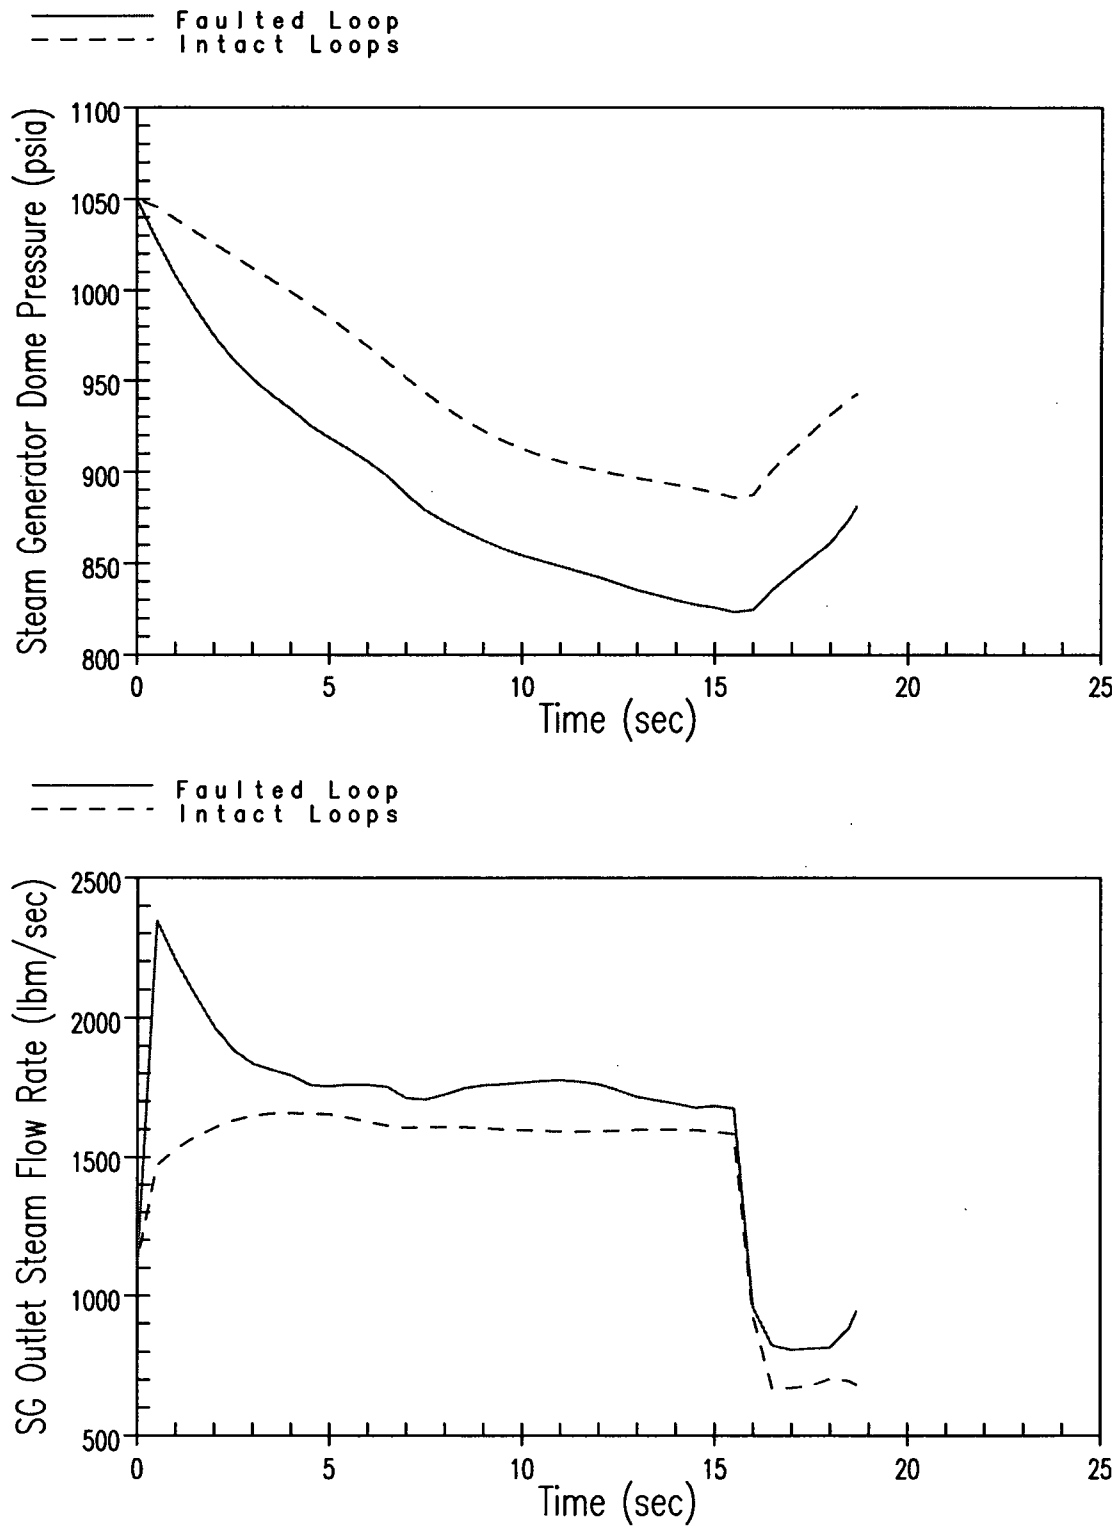 Faulted Loop
Intact Loops
Steam Generator Dome Pressure (psia)
1100
1050
1000
950
900
850
800
0 5 10 15 20 25
Time (sec)
Faulted Loop
Intact Loops
SG Outlet Steam Flow Rate (lbm/sec)
2500
2000
1500
1000
500
0 5 10 15 20 25
Time (sec)